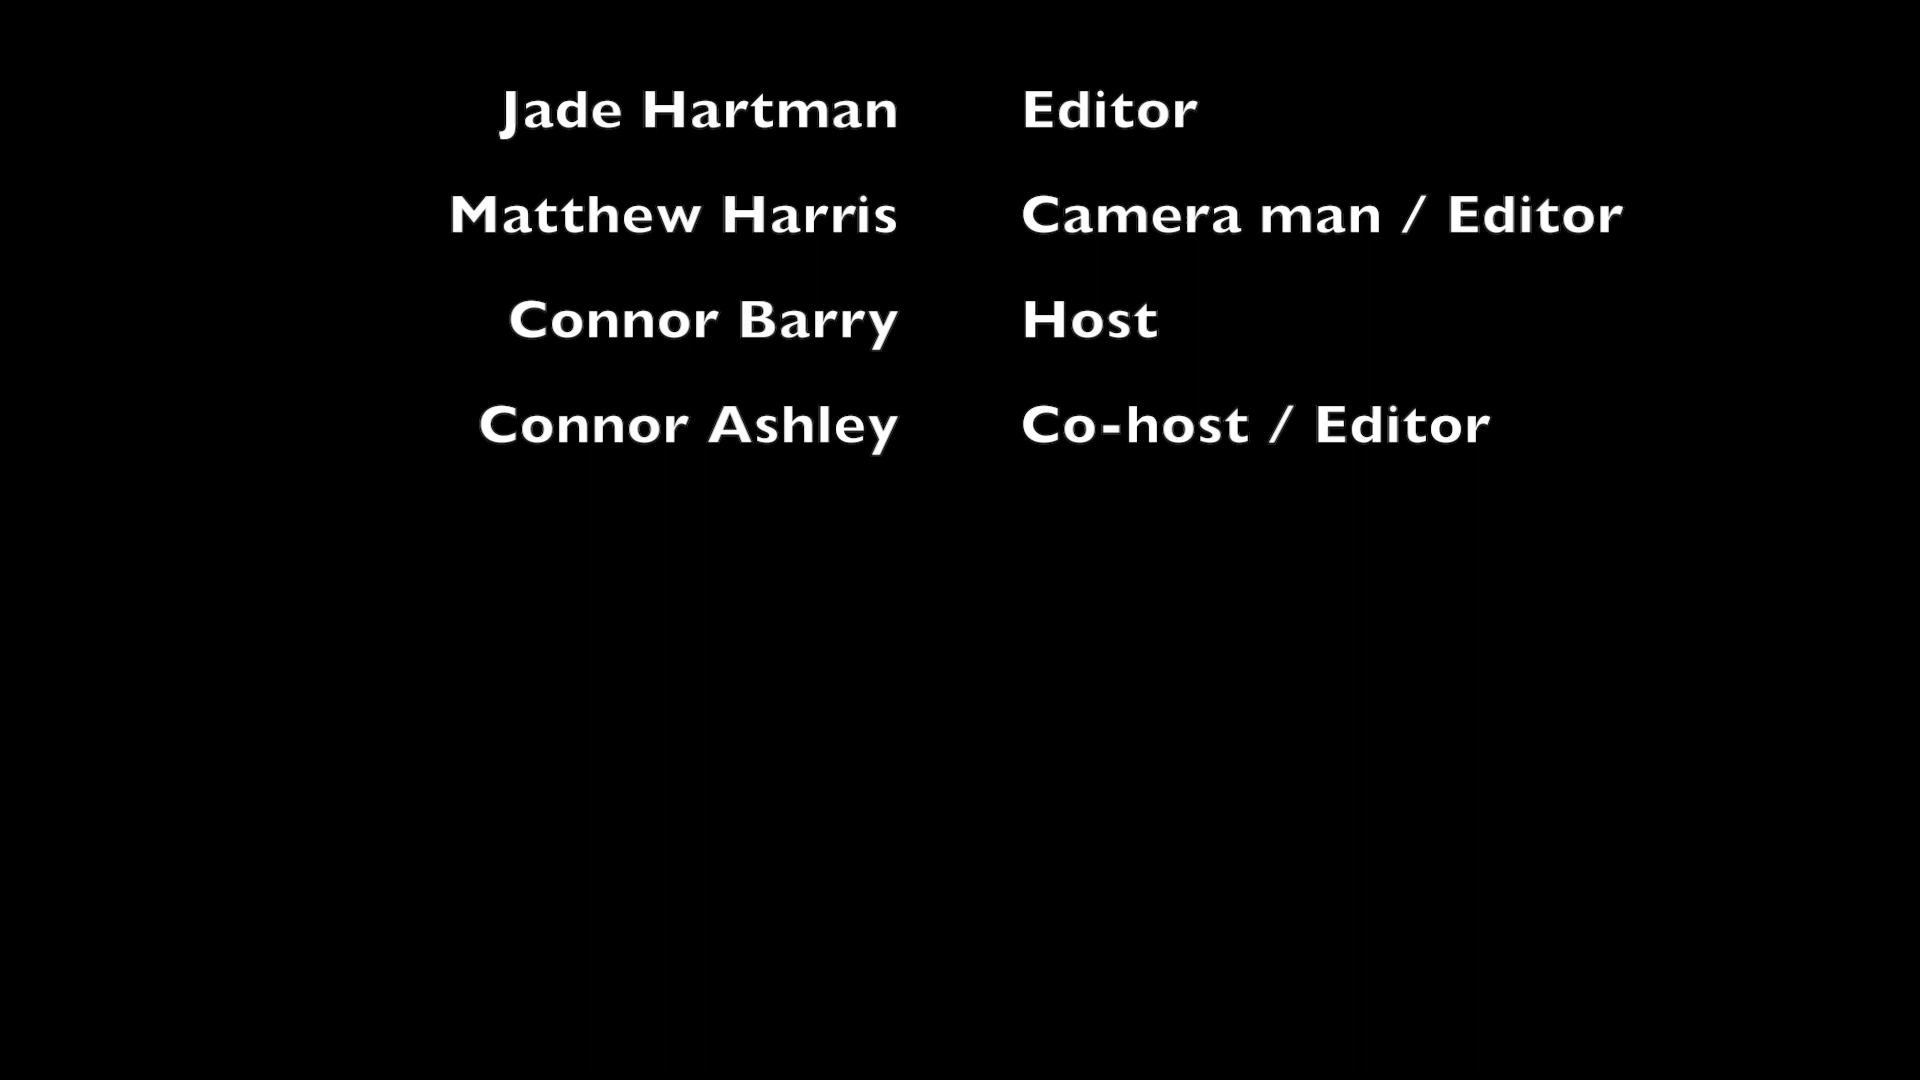 Jade Hartman Editor
Matthew Harris Camera man / Editor
Connor Barry Host
Connor Ashley Co-host / Editor